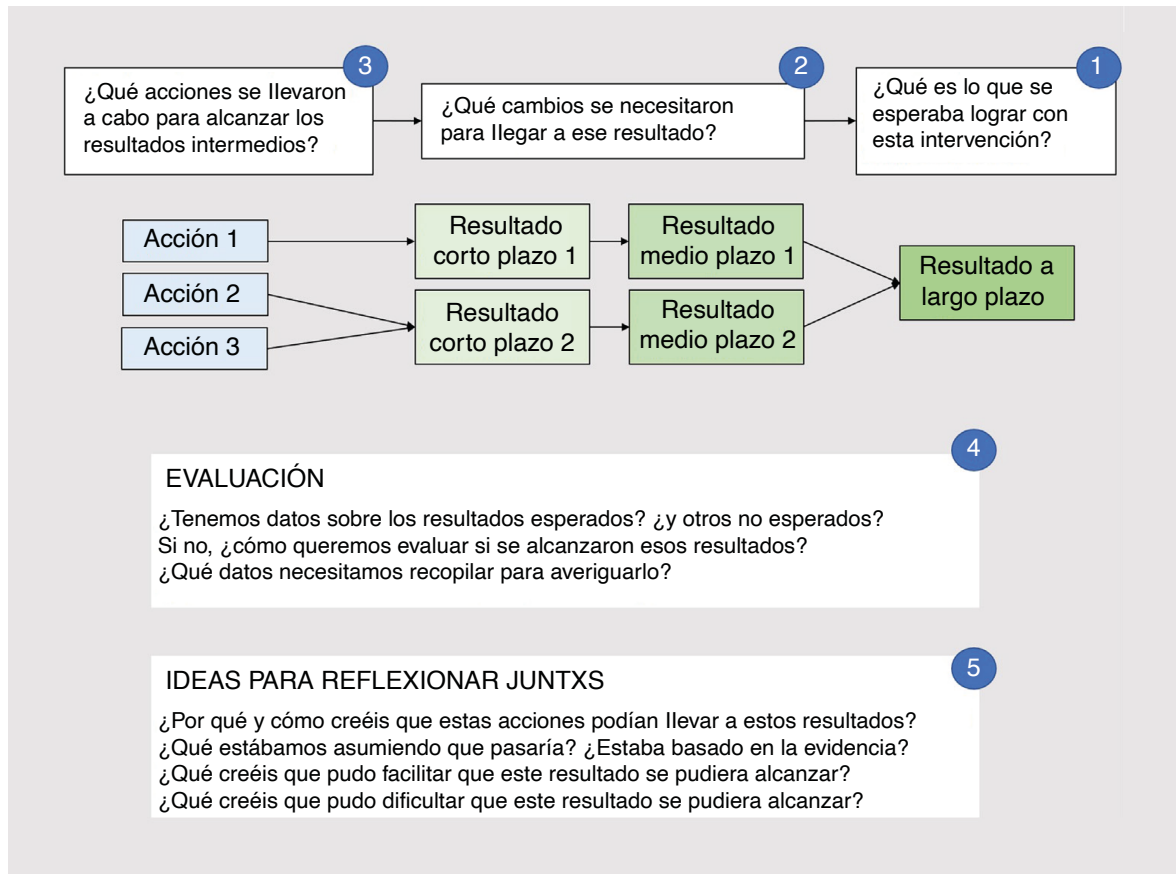 3
¿Qué acciones se llevaron
a cabo para alcanzar los
resultados intermedios?
2
¿Qué cambios se necesitaron
para llegar a ese resultado?
1
¿Qué es lo que se
esperaba lograr con
esta intervención?
Acción 1
Acción 2
Acción 3
Resultado
corto plazo 1
Resultado
medio plazo 1
Resultado
corto plazo 2
Resultado
medio plazo 2
Resultado a
largo plazo
4
EVALUACIÓN
¿Tenemos datos sobre los resultados esperados? ¿y otros no esperados?
Si no, ¿cómo queremos evaluar si se alcanzaron esos resultados?
¿Qué datos necesitamos recopilar para averiguarlo?
5
IDEAS PARA REFLEXIONAR JUNTXS
¿Por qué y cómo creéis que estas acciones podían llevar a estos resultados?
¿Qué estábamos asumiendo que pasaría? ¿Estaba basado en la evidencia?
¿Qué creéis que pudo facilitar que este resultado se pudiera alcanzar?
¿Qué creéis que pudo dificultar que este resultado se pudiera alcanzar?